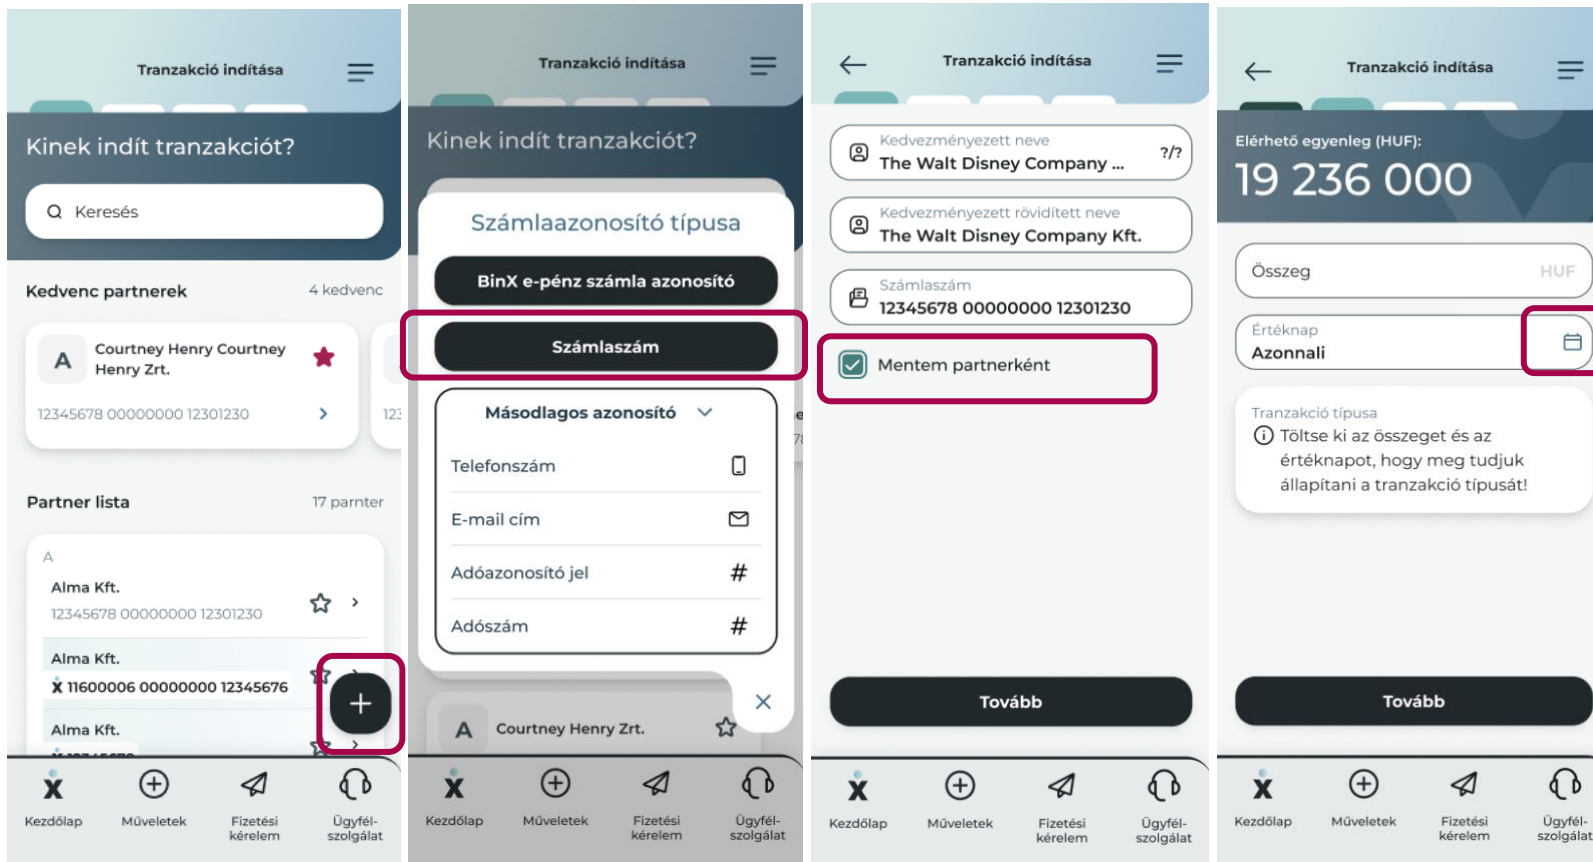 Tranzakció indítása
Kinek indít tranzakciót?
Keresés
Kedvenc partnerek
4 kedvenc
A
Courtney Henry Courtney
Henry Zrt.
12345678 00000000 12301230
123
Partner lista
17 parnter
A
Alma Kft.
12345678 00000000 12301230
Alma Kft.
11600006 00000000 12345676
Alma Kft.
Kezdőlap
Műveletek
Fizetési
kérelem
Ügyfél-
szolgálat
Tranzakció indítása
Kinek indít tranzakciót?
Számlaazonosító típusa
BinX e-pénz számla azonosító
Számlaszám
Másodlagos azonosító
Telefonszám
E-mail cím
Adóazonosító jel
#
Adószám
#
A
Courtney Henry Zrt.
Kezdőlap
Műveletek
Fizetési
kérelem
Ügyfél-
szolgálat
Tranzakció indítása
Kedvezményezett neve
The Walt Disney Company ...
?/?
Kedvezményezett rövidített neve
The Walt Disney Company Kft.
Számlaszám
12345678 00000000 12301230
Mentem partnerként
Tovább
Kezdőlap
Műveletek
Fizetési
kérelem
Ügyfél-
szolgálat
Tranzakció indítása
Elérhető egyenleg (HUF):
19 236 000
Összeg
HUF
Értéknap
Azonnali
Tranzakció típusa
Töltse ki az összeget és az
értéknapot, hogy meg tudjuk
állapítani a tranzakció típusát!
Tovább
Kezdőlap
Műveletek
Fizetési
kérelem
Ügyfél-
szolgálat